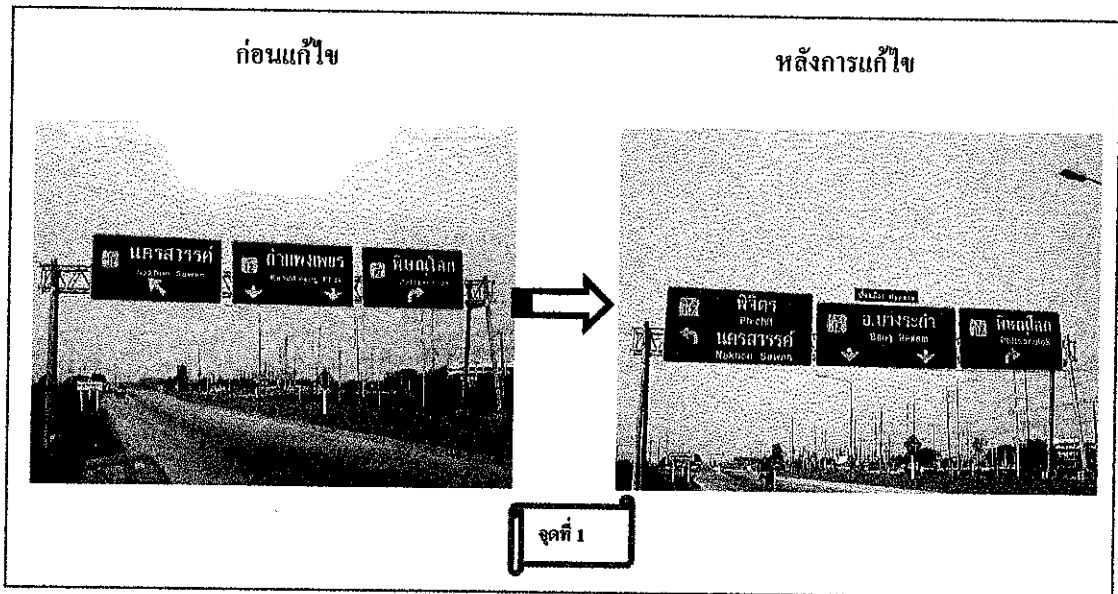 ก่อนแก้ไข
หลังการแก้ไข
นครสวรรค์
Nakhon Sawan
กำแพงเพชร
Kamphaeng Phet
พิษณุโลก
พิจิตร
Phichit
นครสวรรค์
Nakhon Sawan
อ.บางระกำ
Bang Rakam
พิษณุโลก
Phitsanulok
จุดที่ 1